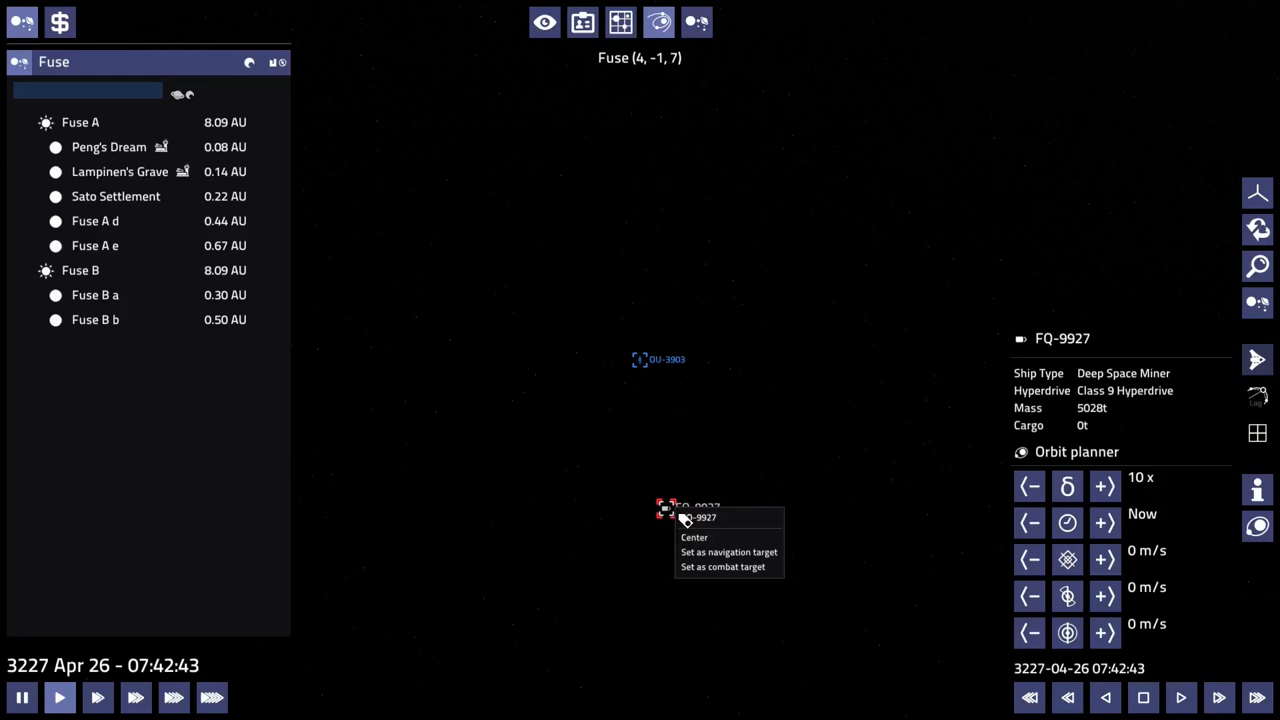 $
Fuse (4, -1, 7)
Fuse
Fuse A 8.09 AU
Peng's Dream 0.08 AU
Lampinen's Grave 0.14 AU
Sato Settlement 0.22 AU
Fuse A d 0.44 AU
Fuse A e 0.67 AU
Fuse B 8.09 AU
Fuse B a 0.30 AU
Fuse B b 0.50 AU
OU-3903
FQ-9927
FQ-9927
Center
Set as navigation target
Set as combat target
FQ-9927
Ship Type Deep Space Miner
Hyperdrive Class 9 Hyperdrive
Mass 5028t
Cargo 0t
Lag
Orbit planner
10 x
Now
0 m/s
0 m/s
0 m/s
3227-04-26 07:42:43
3227 Apr 26 - 07:42:43